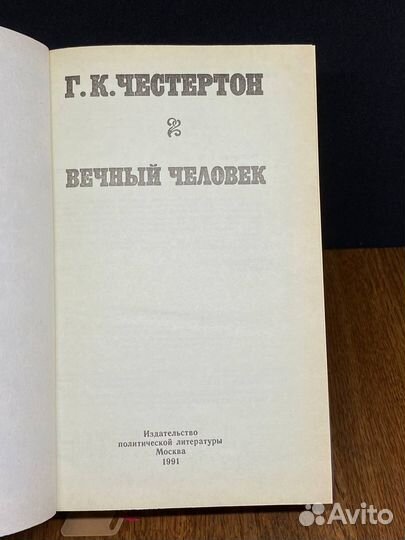 Г. К. ЧЕСТЕРТОН
ВЕЧНЫЙ ЧЕЛОВЕК
Издательство
политической литературы
Москва
1991
Avito